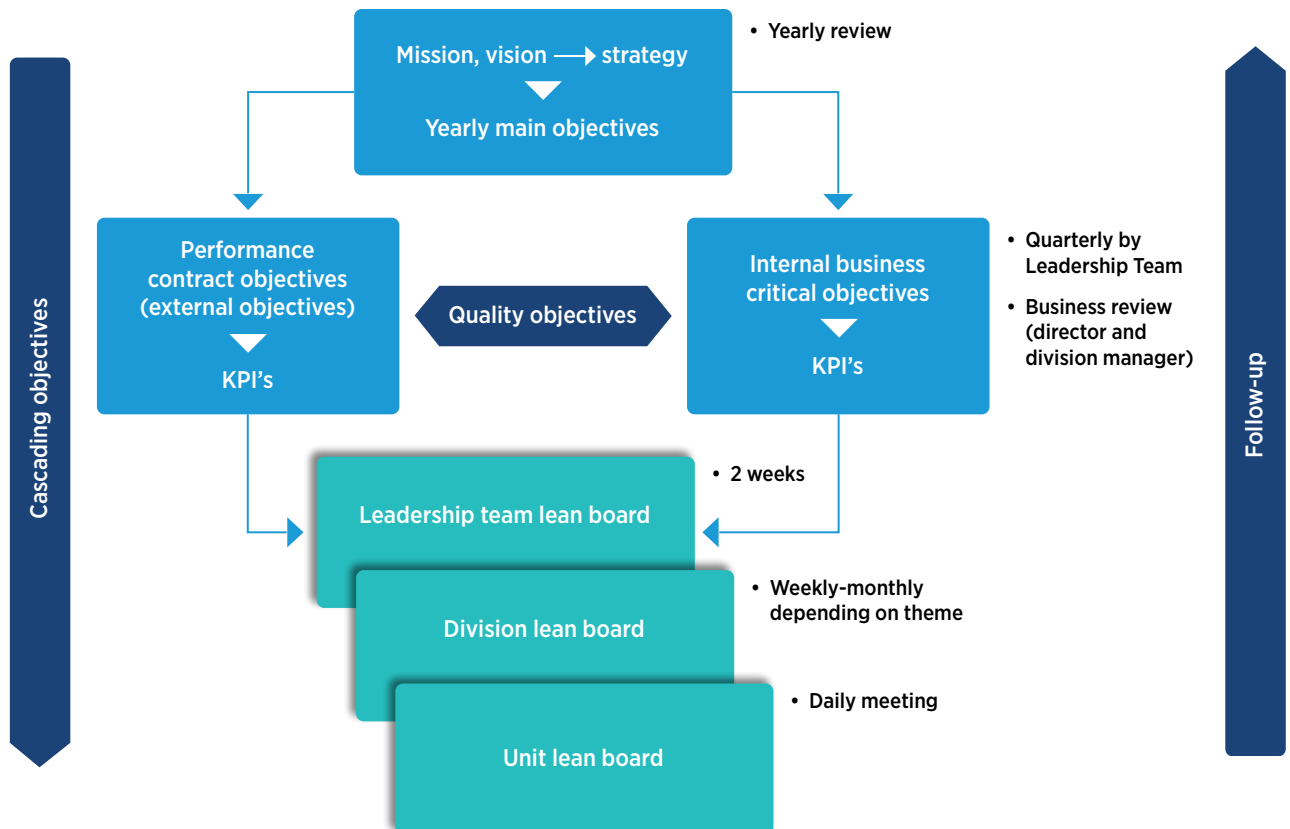 • Yearly review
Mission, vision → strategy
Yearly main objectives
Cascading objectives
Performance
contract objectives
(external objectives)
KPI's
Quality objectives
Internal business
critical objectives
KPI's
• Quarterly by
Leadership Team
• Business review
(director and
division manager)
Follow-up
• 2 weeks
Leadership team lean board
• Weekly-monthly
depending on theme
Division lean board
• Daily meeting
Unit lean board